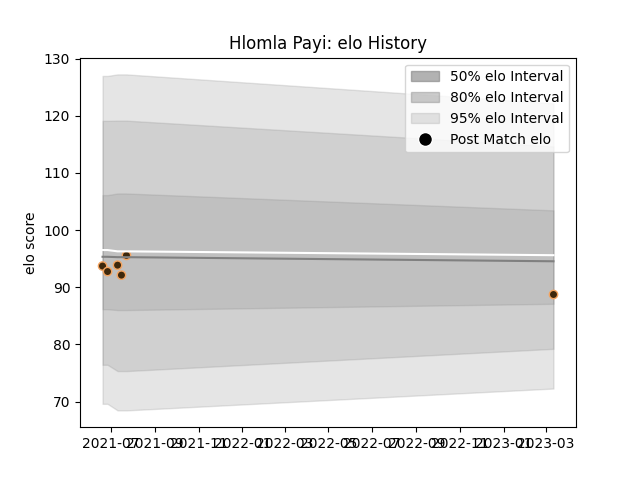 Hlomla Payi: elo History
130
120
110
100
90
80
70
elo score
50% elo Interval
80% elo Interval
95% elo Interval
Post Match elo
2021-07 2021-09 2021-11 2022-01 2022-03 2022-05 2022-07 2022-09 2022-11 2023-01 2023-03